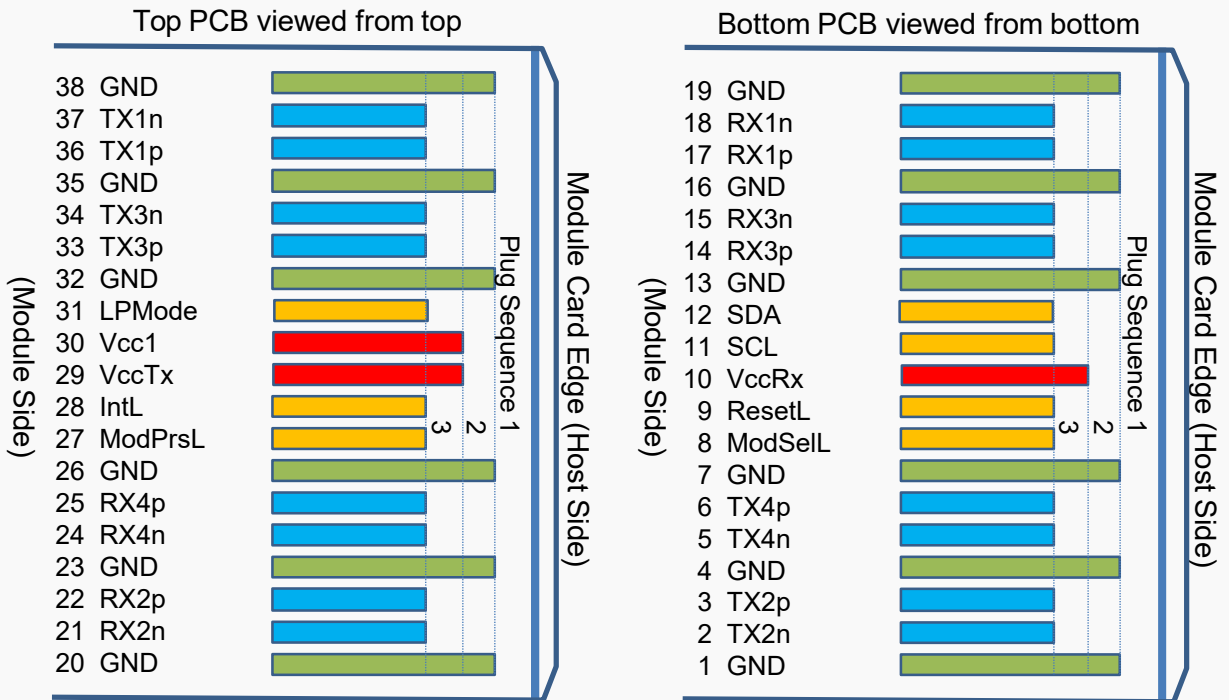 Top PCB viewed from top
38 GND
37 TX1n
36 TX1p
35 GND
34 TX3n
33 TX3p
32 GND
31 LPMode
30 Vcc1
29 VccTx
28 IntL
27 ModPrsL
26 GND
25 RX4p
24 RX4n
23 GND
22 RX2p
21 RX2n
20 GND
(Module Side)
Plug Sequence 1
2
3
Module Card Edge (Host Side)
Bottom PCB viewed from bottom
19 GND
18 RX1n
17 RX1p
16 GND
15 RX3n
14 RX3p
13 GND
12 SDA
11 SCL
10 VccRx
9 ResetL
8 ModSelL
7 GND
6 TX4p
5 TX4n
4 GND
3 TX2p
2 TX2n
1 GND
(Module Side)
Plug Sequence 1
2
3
Module Card Edge (Host Side)